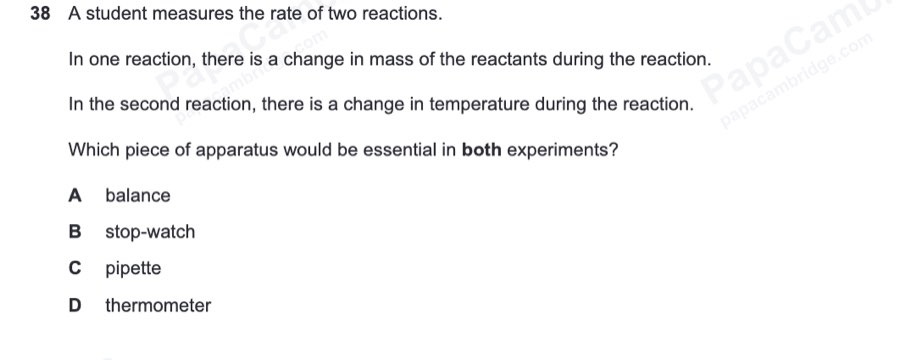 38 A student measures the rate of two reactions.
In one reaction, there is a change in mass of the reactants during the reaction.
In the second reaction, there is a change in temperature during the reaction.
Which piece of apparatus would be essential in both experiments?
A balance
B stop-watch
C pipette
D thermometer
PapaCambridge
papacambridge.com